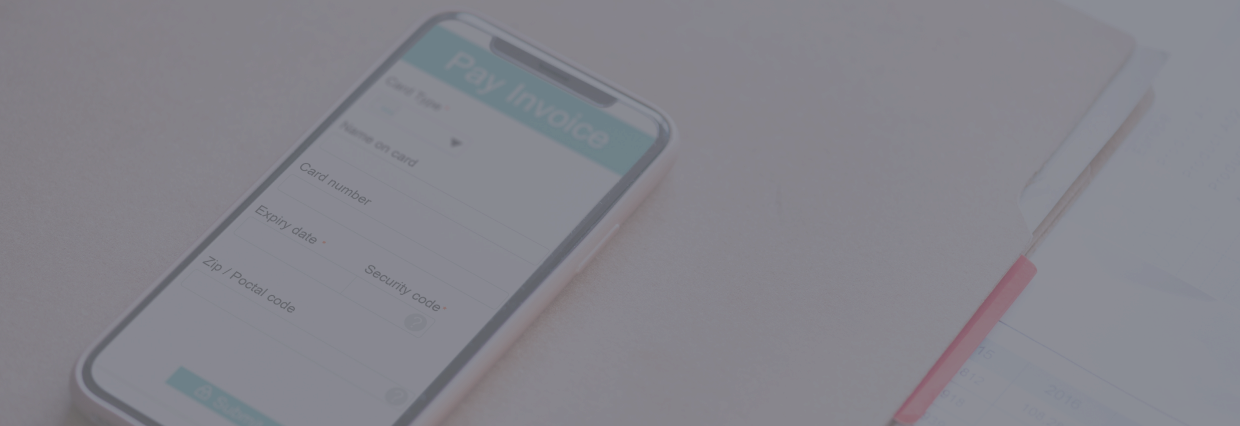 Pay Invoice
Card Type
Name on card
Card number
Expiry date *
Security code*
Zip / Poctal code
2016